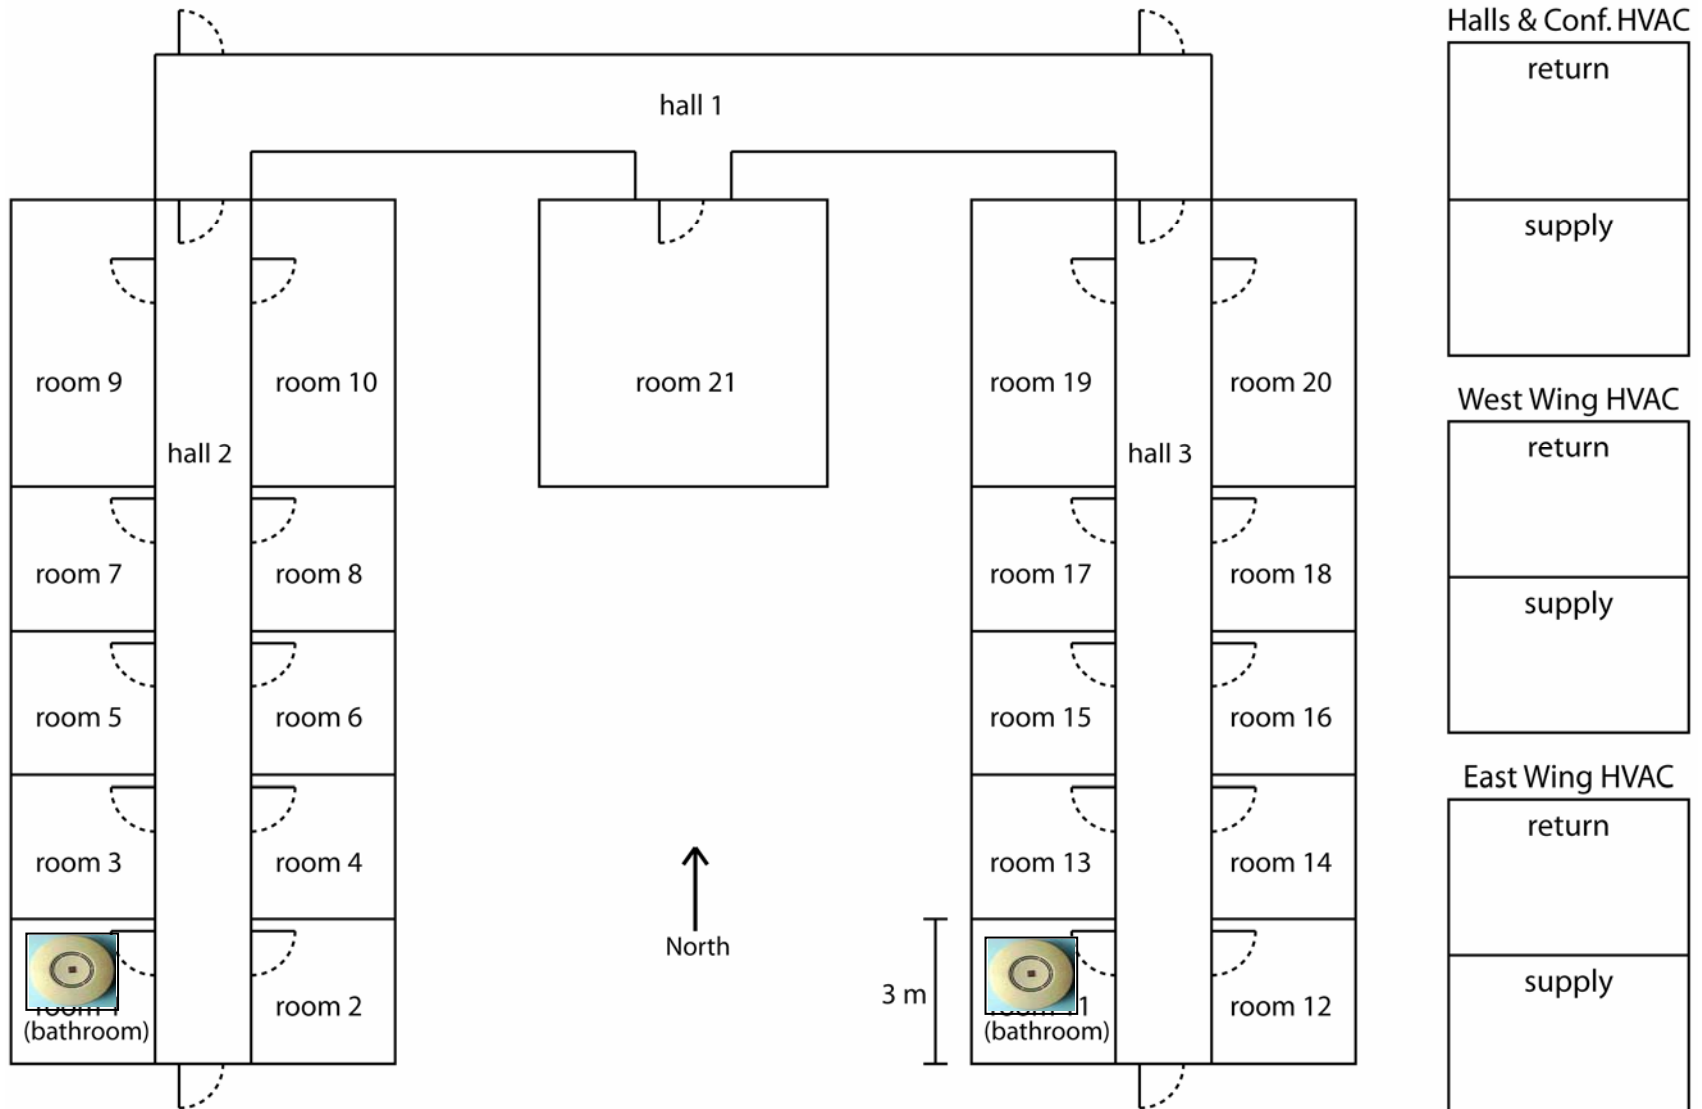 Halls & Conf. HVAC
return
hall 1
supply
room 9
room 10
room 21
room 19
room 20
West Wing HVAC
hall 2
hall 3
return
room 7
room 8
room 17
room 18
supply
room 5
room 6
room 15
room 16
East Wing HVAC
return
room 3
room 4
room 13
room 14
North
supply
3 m
room 2
room 12
(bathroom)
(bathroom)